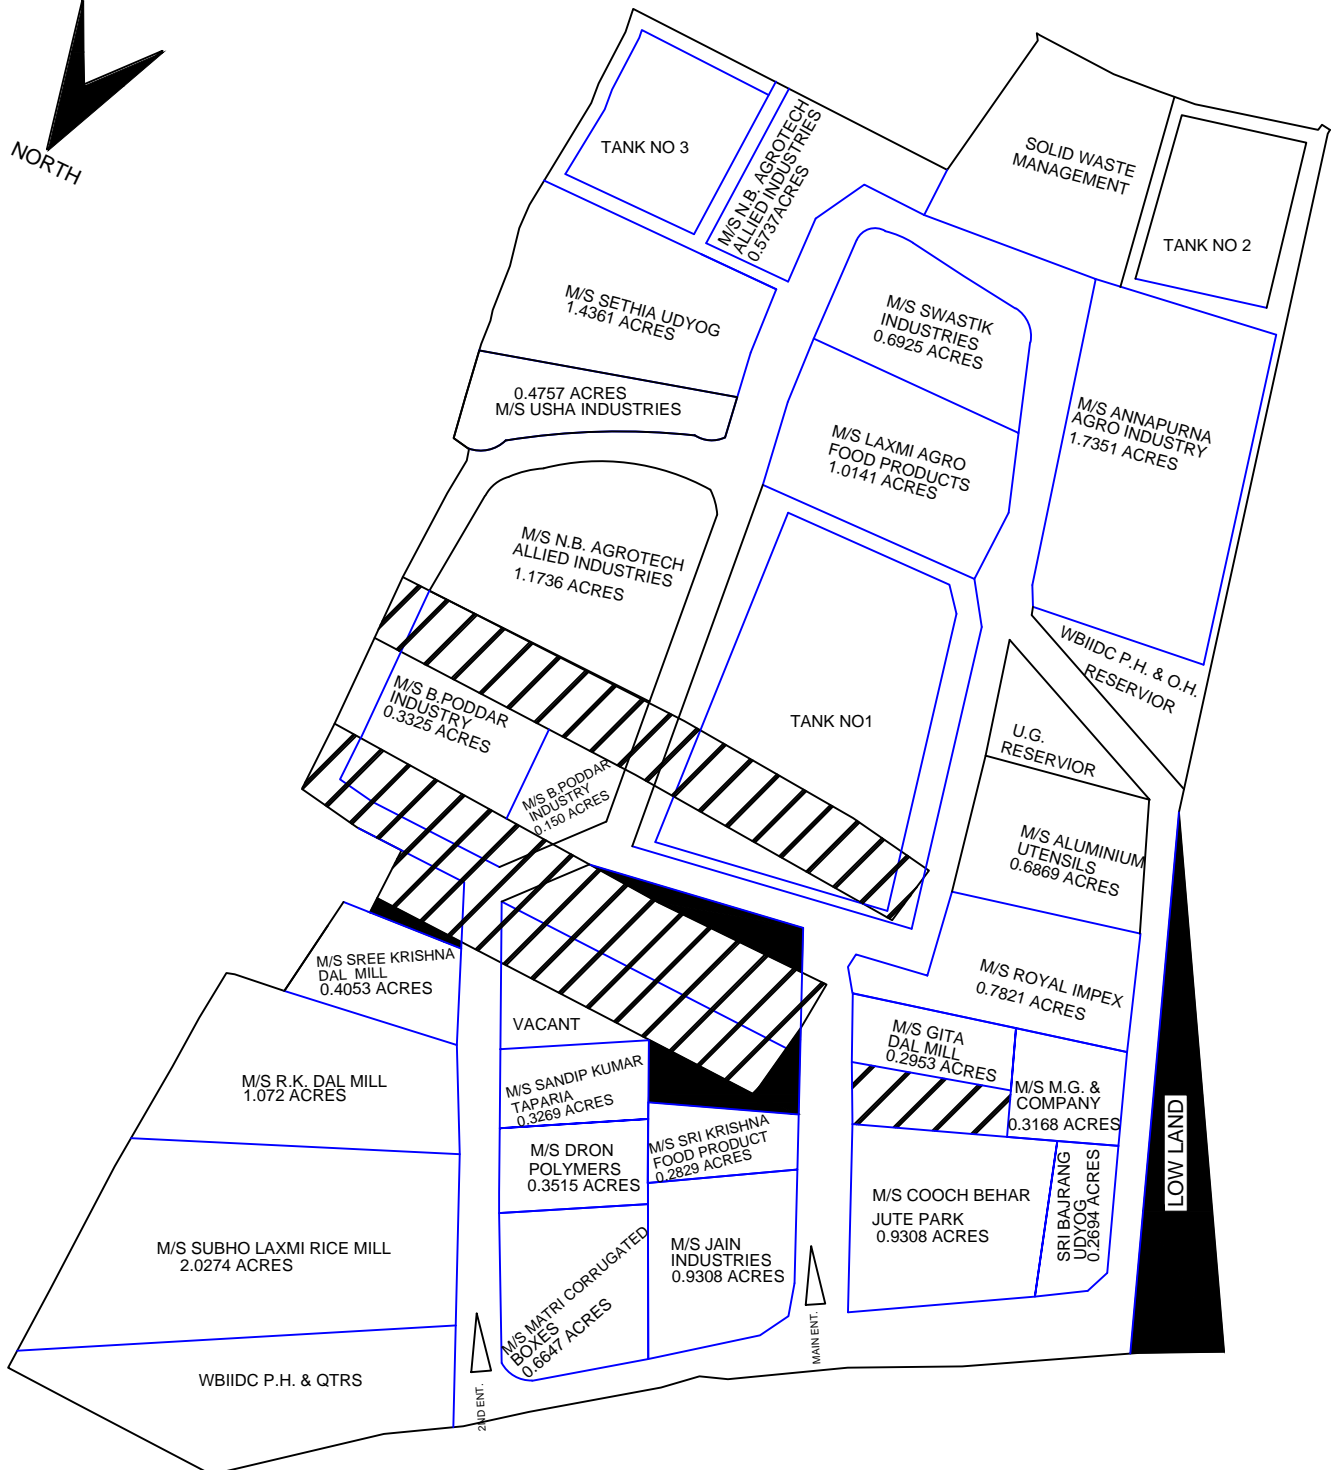 NORTH
TANK NO 3
M/S N.B. AGROTECH
ALLIED INDUSTRIES
0.5737ACRES
SOLID WASTE
MANAGEMENT
TANK NO 2
M/S SETHIA UDYOG
1.4361 ACRES
M/S SWASTIK
INDUSTRIES
0.6925 ACRES
0.4757 ACRES
M/S USHA INDUSTRIES
M/S ANNAPURNA
AGRO INDUSTRY
1.7351 ACRES
M/S LAXMI AGRO
FOOD PRODUCTS
1.0141 ACRES
M/S N.B. AGROTECH
ALLIED INDUSTRIES
1.1736 ACRES
WBIIDC P.H. & O.H.
RESERVIOR
M/S B.PODDAR
INDUSTRY
0.3325 ACRES
TANK NO1
U.G.
RESERVIOR
M/S B.PODDAR
INDUSTRY
0.150 ACRES
M/S ALUMINIUM
UTENSILS
0.6869 ACRES
M/S SREE KRISHNA
DAL MILL
0.4053 ACRES
M/S ROYAL IMPEX
0.7821 ACRES
VACANT
M/S GITA
DAL MILL
0.2953 ACRES
M/S R.K. DAL MILL
1.072 ACRES
M/S SANDIP KUMAR
TAPARIA
0.3269 ACRES
M/S M.G. &
COMPANY
0.3168 ACRES
LOW LAND
M/S DRON
POLYMERS
0.3515 ACRES
M/S SRI KRISHNA
FOOD PRODUCT
0.2829 ACRES
M/S COOCH BEHAR
JUTE PARK
0.9308 ACRES
SRI BAJRANG
UDYOG
0.2694 ACRES
M/S SUBHO LAXMI RICE MILL
2.0274 ACRES
M/S MATRI CORRUGATED
BOXES
0.6647 ACRES
M/S JAIN
INDUSTRIES
0.9308 ACRES
WBIIDC P.H. & QTRS
2ND ENT.
MAIN ENT.